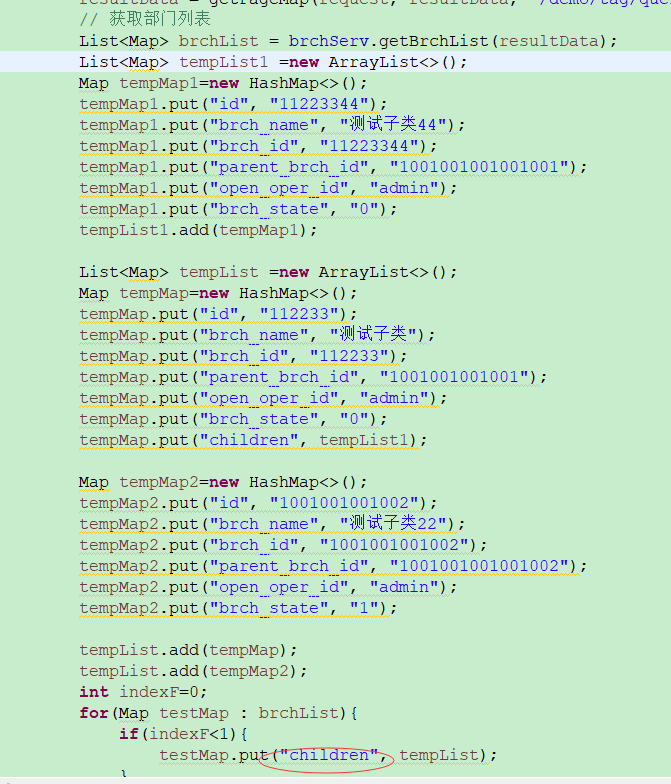 resultData = getPageMap(request, resultData, "/demo/tag/que
// 获取部门列表
List<Map> brchList = brchServ.getBrchList(resultData);
List<Map> tempList1 =new ArrayList<>();
Map tempMap1=new HashMap<>();
tempMap1.put("id", "11223344");
tempMap1.put("brch_name", "测试子类44");
tempMap1.put("brch_id", "11223344");
tempMap1.put("parent_brch_id", "1001001001001001");
tempMap1.put("open_oper_id", "admin");
tempMap1.put("brch_state", "0");
tempList1.add(tempMap1);
List<Map> tempList =new ArrayList<>();
Map tempMap=new HashMap<>();
tempMap.put("id", "112233");
tempMap.put("brch_name", "测试子类");
tempMap.put("brch_id", "112233");
tempMap.put("parent_brch_id", "1001001001001");
tempMap.put("open_oper_id", "admin");
tempMap.put("brch_state", "0");
tempMap.put("children", tempList1);
Map tempMap2=new HashMap<>();
tempMap2.put("id", "1001001001002");
tempMap2.put("brch_name", "测试子类22");
tempMap2.put("brch_id", "1001001001002");
tempMap2.put("parent_brch_id", "1001001001001002");
tempMap2.put("open_oper_id", "admin");
tempMap2.put("brch_state", "1");
tempList.add(tempMap);
tempList.add(tempMap2);
int indexF=0;
for(Map testMap : brchList){
if(indexF<1){
testMap.put("children", tempList);
}